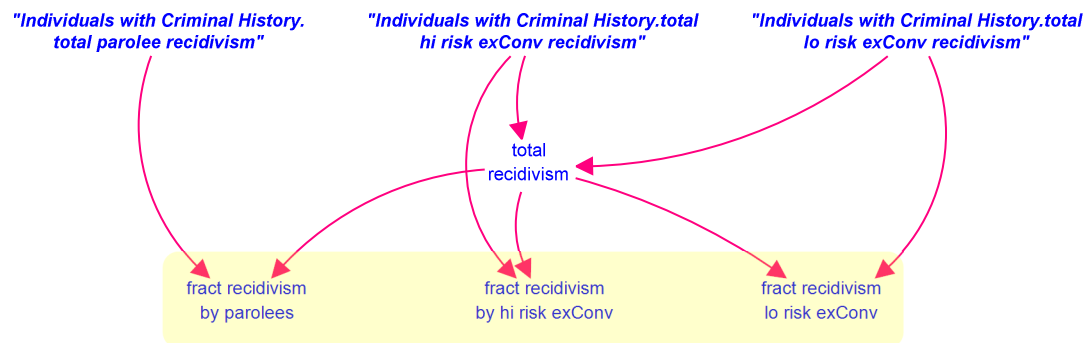 "Individuals with Criminal History.
total parolee recidivism"
"Individuals with Criminal History.total
hi risk exConv recidivism"
"Individuals with Criminal History.total
lo risk exConv recidivism"
total
recidivism
fract recidivism
by parolees
fract recidivism
by hi risk exConv
fract recidivism
lo risk exConv